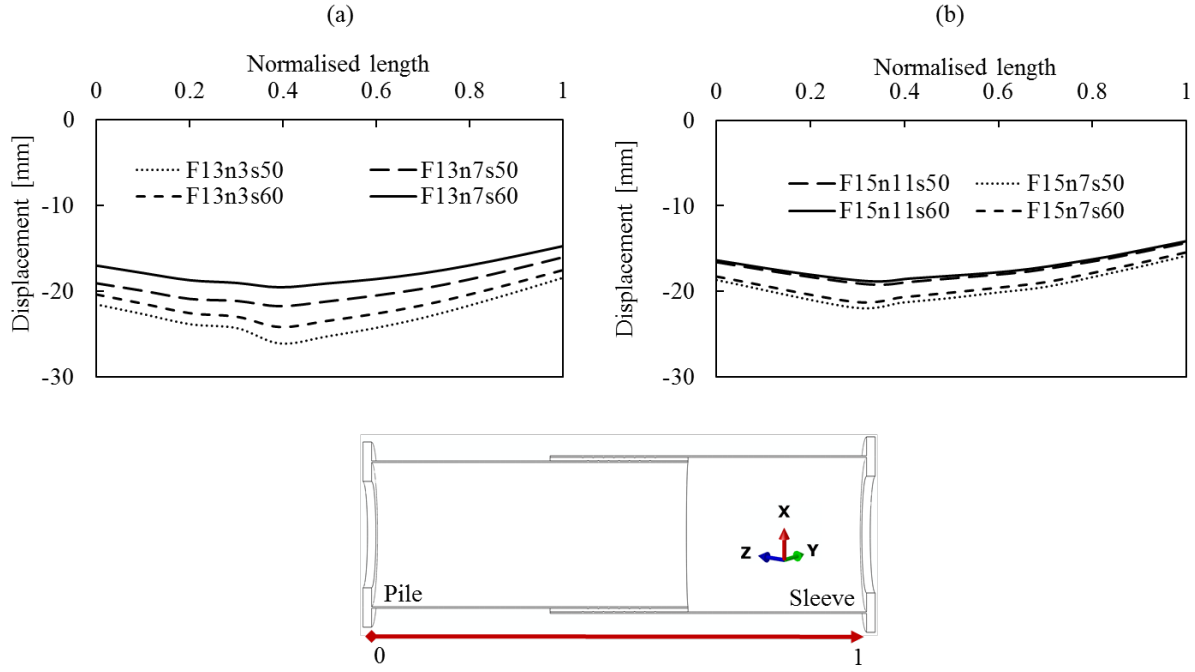 (a)
Normalised length
0 0.2 0.4 0.6 0.8 1
0
-10
-20
-30
Displacement [mm]
F13n3s50 F13n7s50
F13n3s60 F13n7s60
(b)
Normalised length
0 0.2 0.4 0.6 0.8 1
0
-10
-20
-30
Displacement [mm]
F15n11s50 F15n7s50
F15n11s60 F15n7s60
X
Z Y
Pile Sleeve
0 1